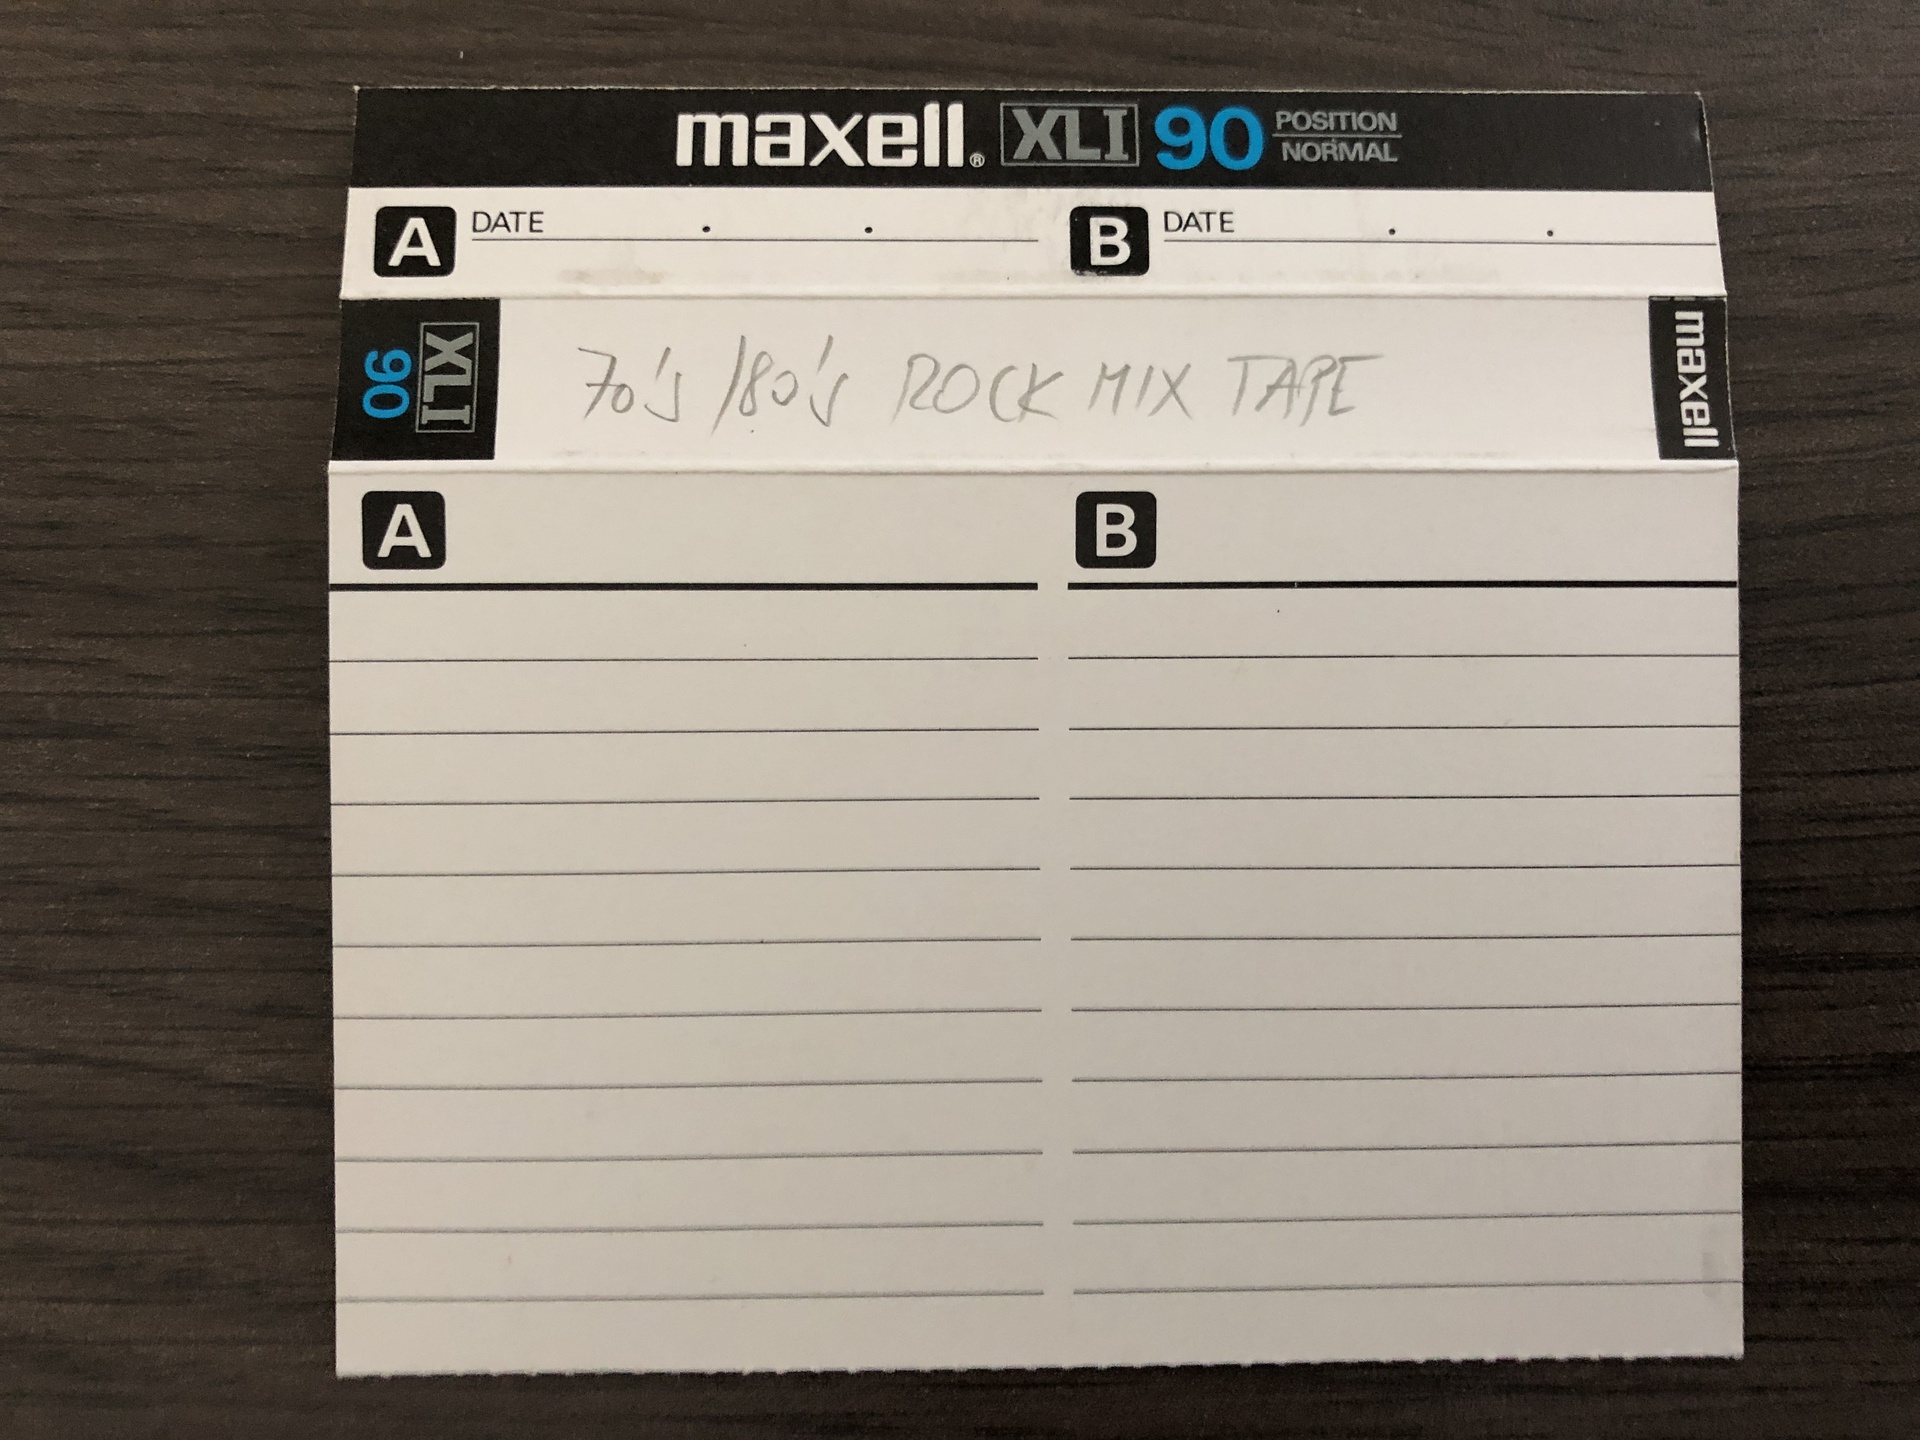 maxell® XLI 90 POSITION NORMAL
A DATE . . B DATE . .
XLI 90 70's /80's ROCK MIX TAPE maxell
A B